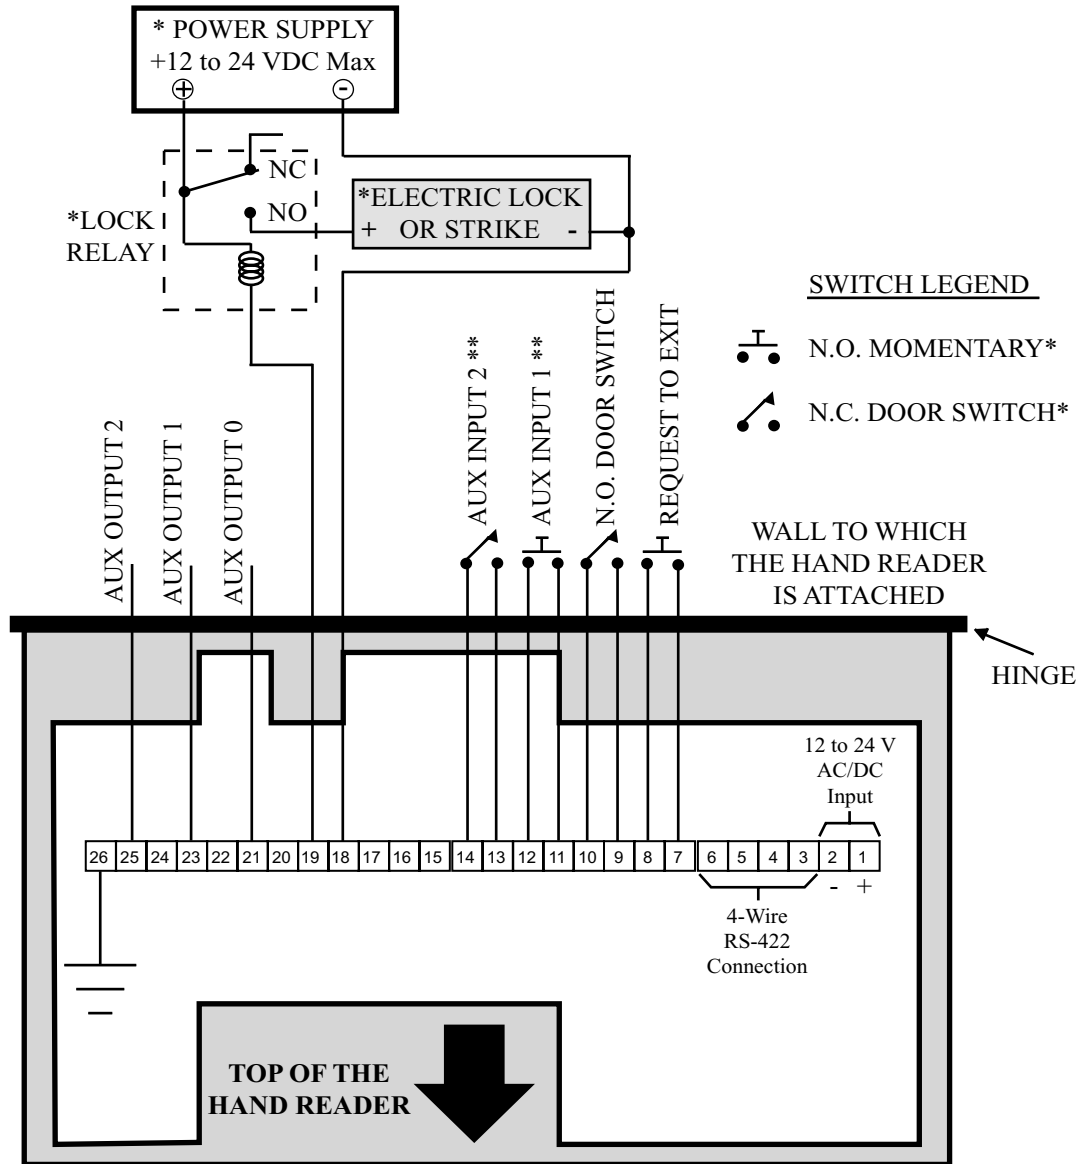 * POWER SUPPLY
+12 to 24 VDC Max
+
-
NC
NO
*LOCK
RELAY
*ELECTRIC LOCK
+ OR STRIKE -
SWITCH LEGEND
N.O. MOMENTARY*
N.C. DOOR SWITCH*
AUX OUTPUT 2
AUX OUTPUT 1
AUX OUTPUT 0
AUX INPUT 2 **
AUX INPUT 1 **
N.O. DOOR SWITCH
REQUEST TO EXIT
WALL TO WHICH
THE HAND READER
IS ATTACHED
HINGE
12 to 24 V
AC/DC
Input
26 25 24 23 22 21 20 19 18 17 16 15 14 13 12 11 10 9 8 7 6 5 4 3 2 1
- +
4-Wire
RS-422
Connection
TOP OF THE
HAND READER